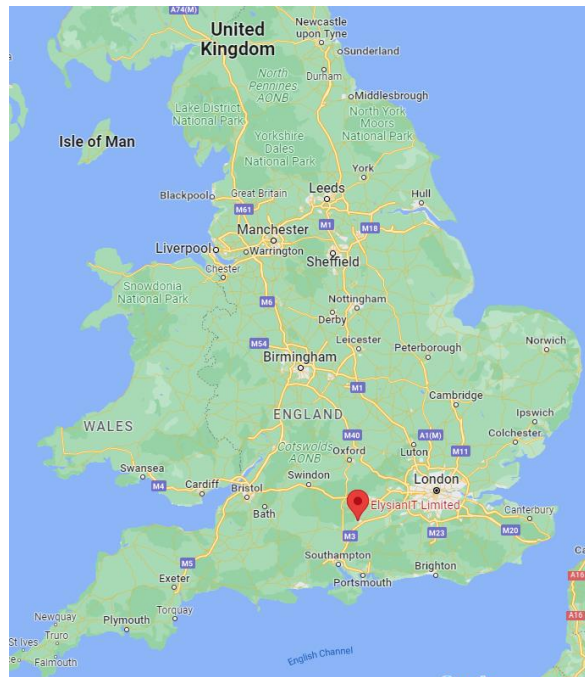 A74(M)
United
Kingdom
Newcastle
upon Tyne
Sunderland
North
Pennines
AONB
Durham
Lake District
National Park
Middlesbrough
North York
Moors
National Park
Isle of Man
Yorkshire
Dales
National Park
York
Leeds
Hull
Blackpool
Great Britain
M61
M1
M18
Manchester
Liverpool
Warrington
Sheffield
Chester
Snowdonia
National Park
M6
Nottingham
Derby
M54
Leicester
Norwich
Peterborough
Birmingham
M1
Cambridge
ENGLAND
WALES
Ipswich
M40
A1(M)
M11
Colchester
Cotswolds
AONB
Oxford
Luton
Swansea
M4
Cardiff
Swindon
London
Bristol
Bath
ElysianIT Limited
Canterbury
M3
M23
M20
Southampton
M5
Brighton
Portsmouth
Exeter
A16
Torquay
Newquay
Plymouth
A16
Truro
St Ives
Falmouth
English Channel